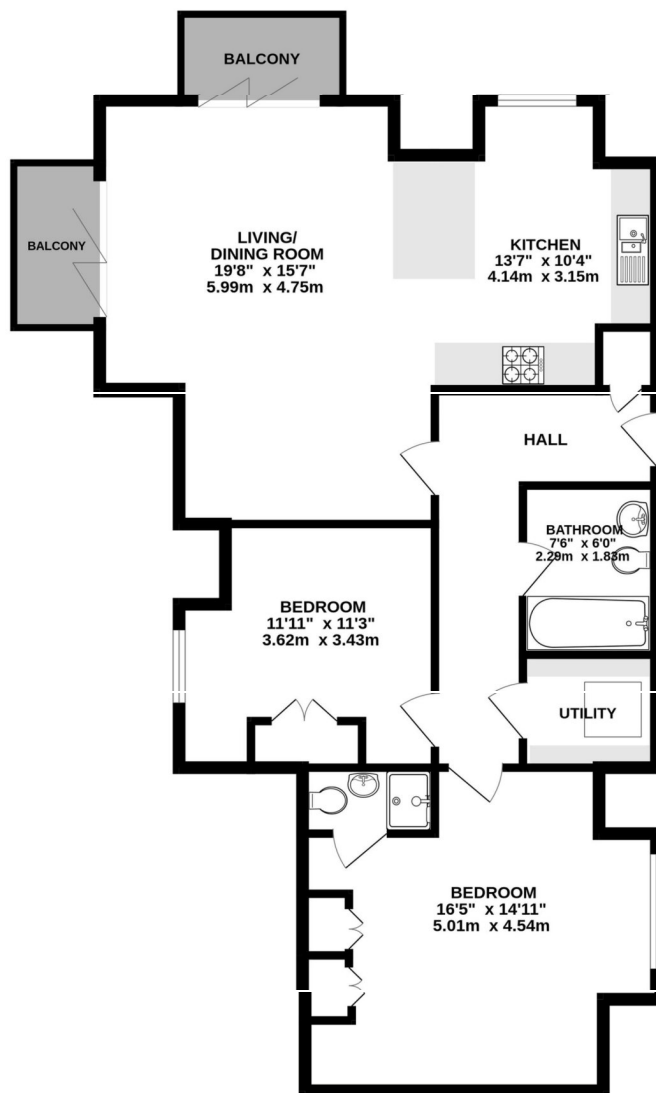 BALCONY
BALCONY
LIVING/
DINING ROOM
19'8" x 15'7"
5.99m x 4.75m
KITCHEN
13'7" x 10'4"
4.14m x 3.15m
HALL
BATHROOM
7'6" x 6'0"
2.29m x 1.83m
BEDROOM
11'11" x 11'3"
3.62m x 3.43m
UTILITY
BEDROOM
16'5" x 14'11"
5.01m x 4.54m